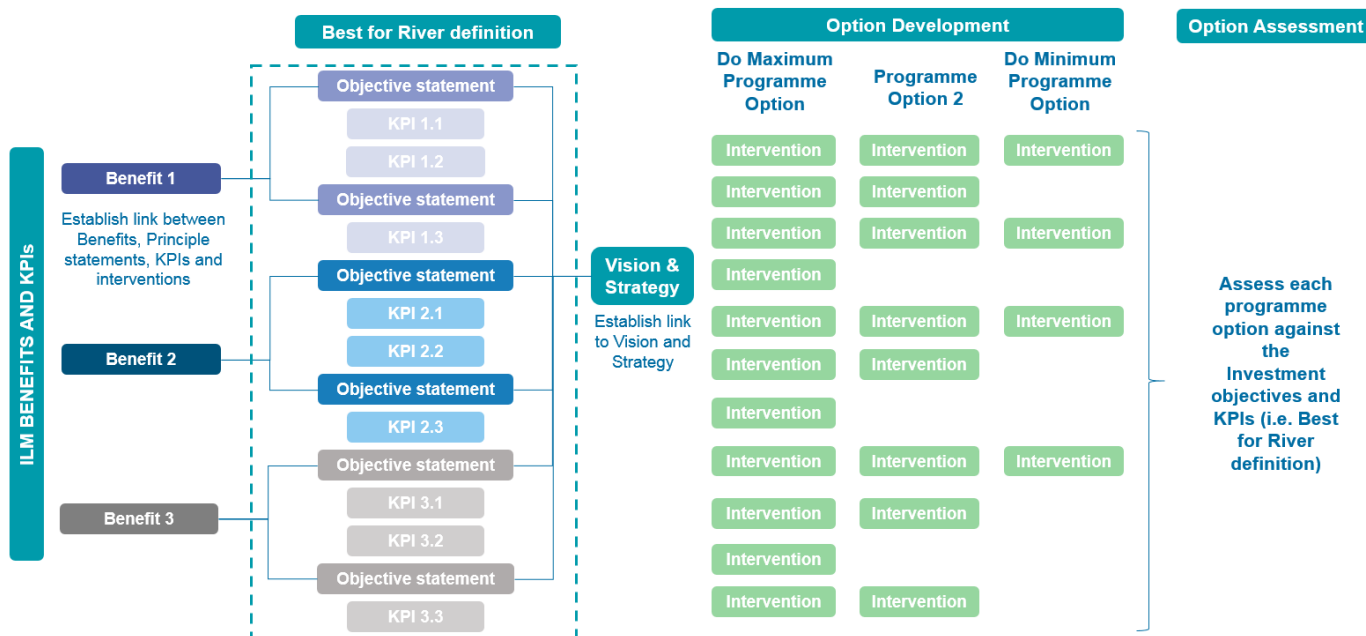 Best for River definition
Option Development
Option Assessment
Do Maximum
Programme
Option
Programme
Option 2
Do Minimum
Programme
Option
ILM BENEFITS AND KPIs
Benefit 1
Establish link between
Benefits, Principle
statements, KPIs and
interventions
Benefit 2
Benefit 3
Objective statement
KPI 1.1
KPI 1.2
Objective statement
KPI 1.3
Objective statement
KPI 2.1
KPI 2.2
Objective statement
KPI 2.3
Objective statement
KPI 3.1
KPI 3.2
Objective statement
KPI 3.3
Vision &
Strategy
Establish link
to Vision and
Strategy
Intervention Intervention Intervention
Intervention Intervention
Intervention Intervention Intervention
Intervention
Intervention Intervention Intervention
Intervention Intervention
Intervention
Intervention Intervention Intervention
Intervention Intervention
Intervention
Intervention Intervention
Assess each
programme
option against
the
Investment
objectives and
KPIs (i.e. Best
for River
definition)